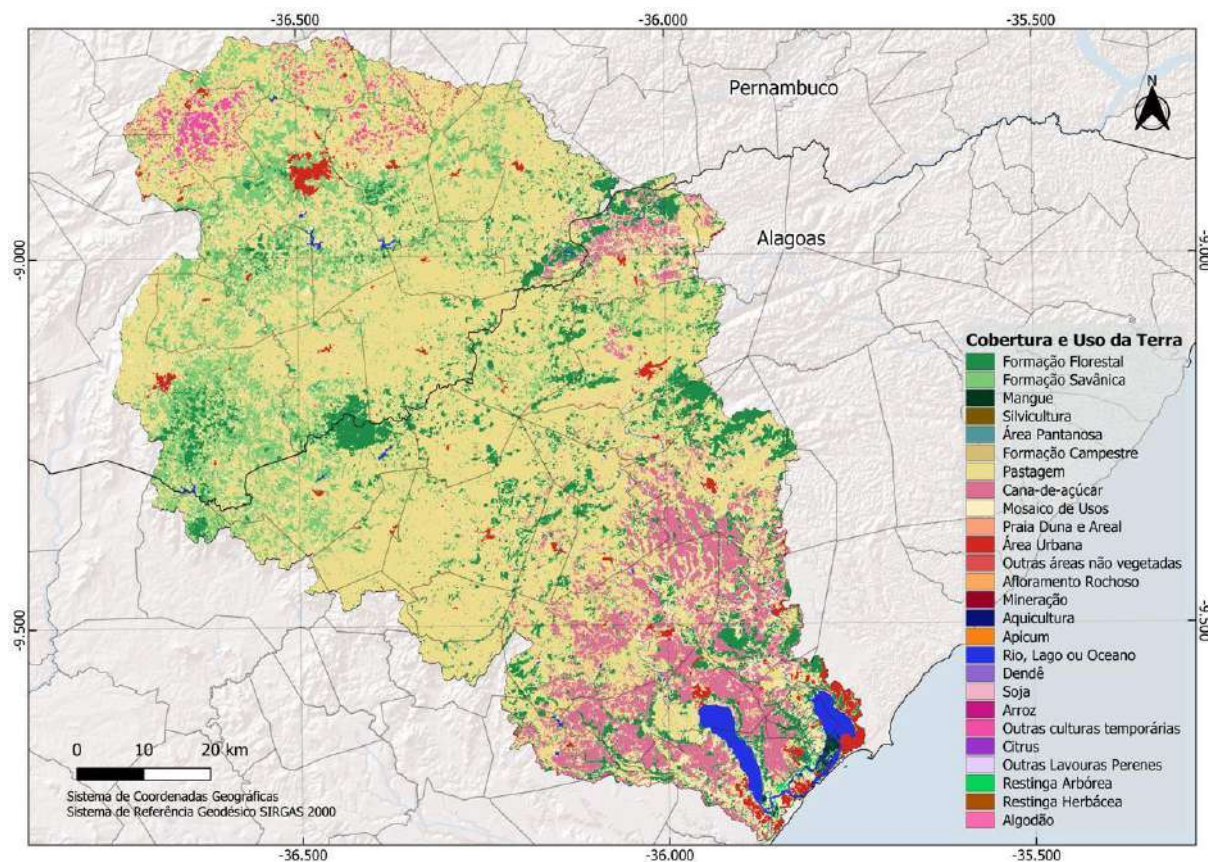 -36.500
-36.000
-35.500
Pernambuco
N
Alagoas
-9.000
-9.000
Cobertura e Uso da Terra
Formação Florestal
Formação Savânica
Mangue
Silvicultura
Área Pantanosa
Formação Campestre
Pastagem
Cana-de-açúcar
Mosaico de Usos
Praia Duna e Areal
Área Urbana
Outras áreas não vegetadas
Afloramento Rochoso
Mineração
Aquicultura
Apicum
Rio, Lago ou Oceano
Dendê
Soja
Arroz
Outras culturas temporárias
Citrus
Outras Lavouras Perenes
Restinga Arbórea
Restinga Herbácea
Algodão
-9.500
-9.500
0 10 20 km
Sistema de Coordenadas Geográficas
Sistema de Referência Geodésico SIRGAS 2000
-36.500
-36.000
-35.500